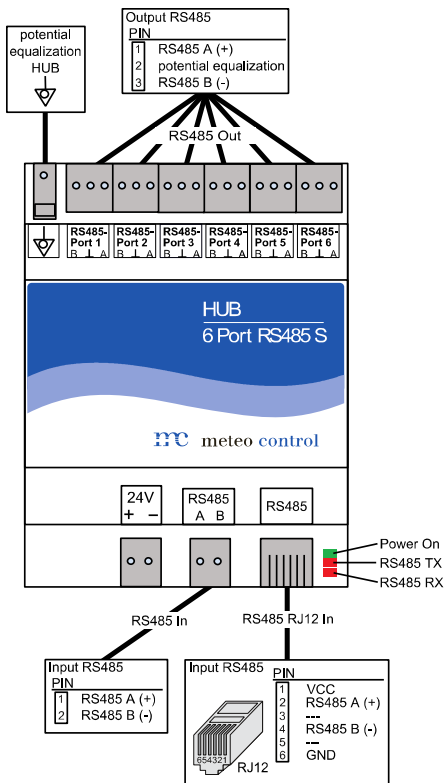 potential
equalization
HUB
Output RS485
PIN
1 RS485 A (+)
2 potential equalization
3 RS485 B (-)
RS485 Out
RS485-Port 1
B ⊥ A
RS485-Port 2
B ⊥ A
RS485-Port 3
B ⊥ A
RS485-Port 4
B ⊥ A
RS485-Port 5
B ⊥ A
RS485-Port 6
B ⊥ A
HUB
6 Port RS485 S
mc meteo control
24V
+ −
RS485
A B
RS485
Power On
RS485 TX
RS485 RX
RS485 In
RS485 RJ12 In
Input RS485
PIN
1 RS485 A (+)
2 RS485 B (-)
Input RS485
PIN
1 VCC
2 RS485 A (+)
3 ---
4 RS485 B (-)
5 ---
6 GND
654321
RJ12